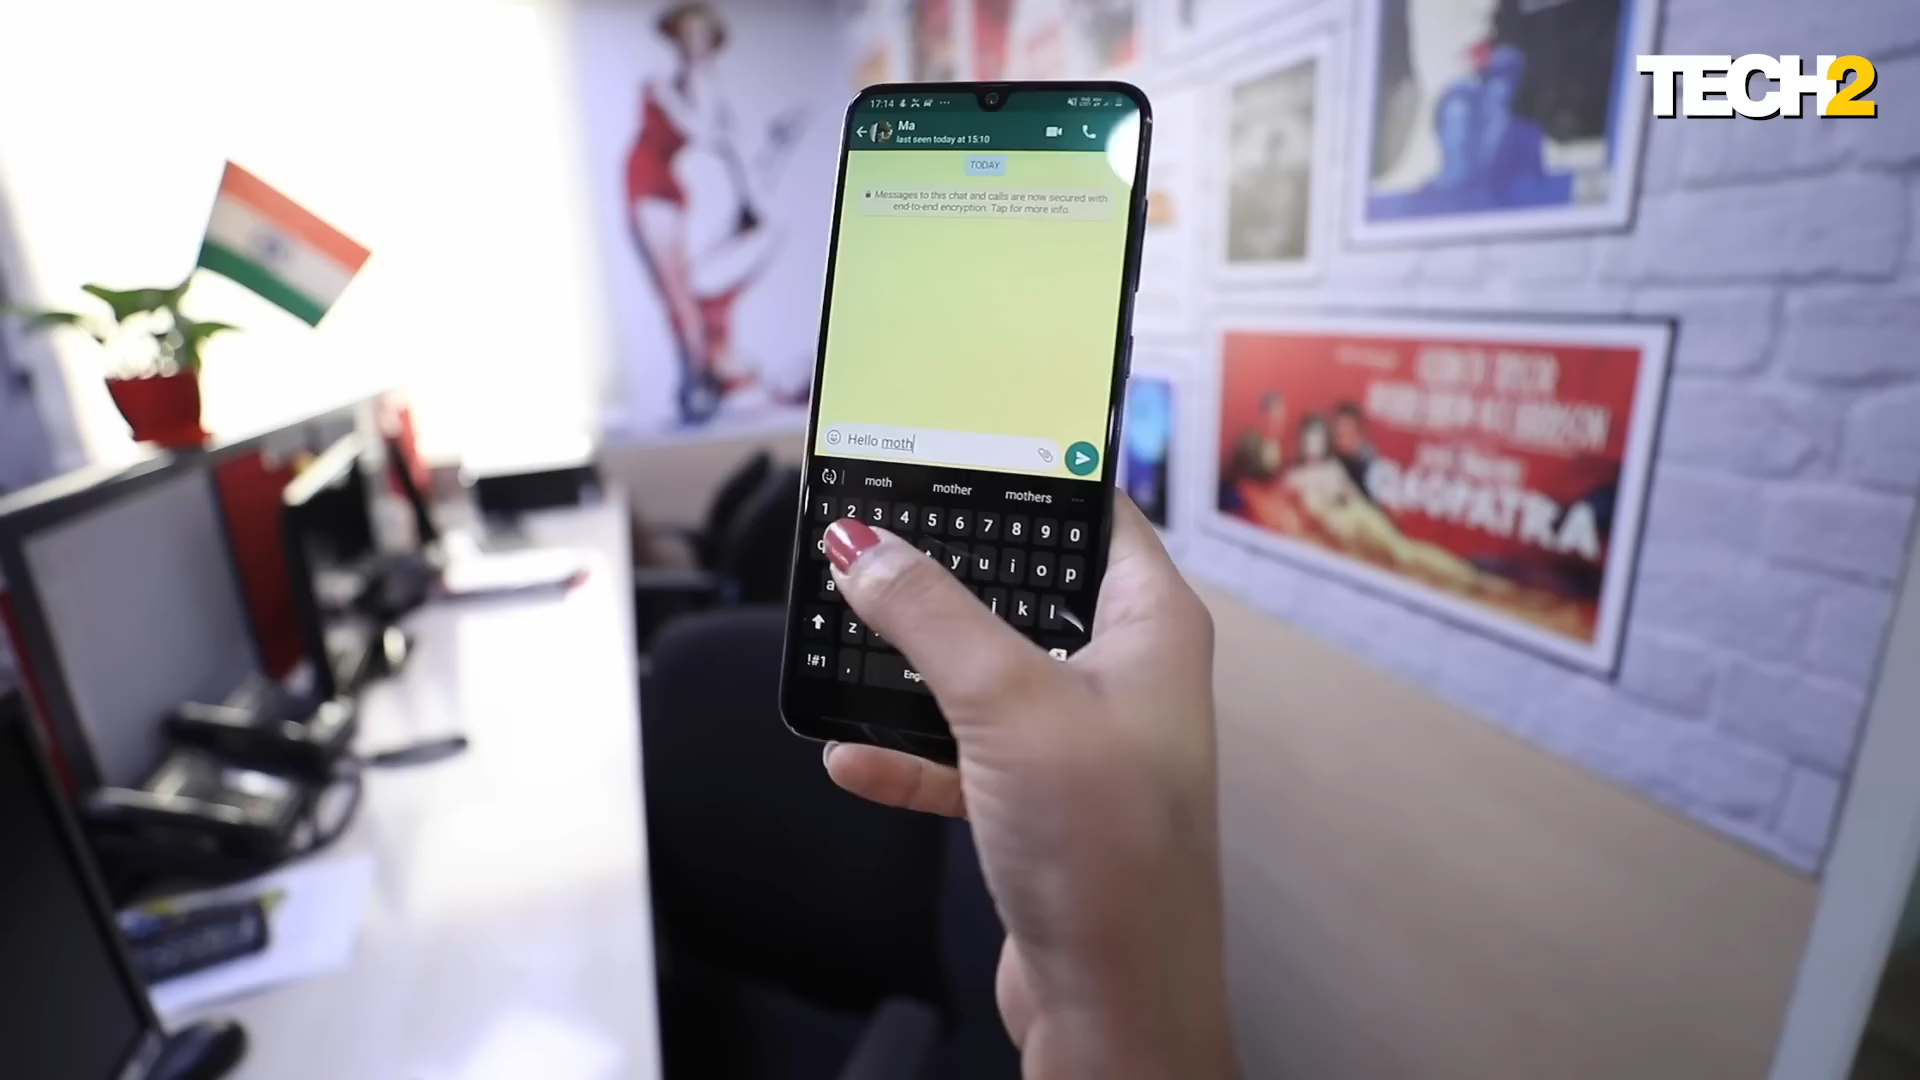 TECH2
17:14
Ma
last seen today at 15:10
TODAY
Messages to this chat and calls are now secured with
end-to-end encryption. Tap for more info.
Hello moth
moth mother mothers
1 2 3 4 5 6 7 8 9 0
q y u i o p
a j k l
z
!#1 , Eng
CLEOPATRA